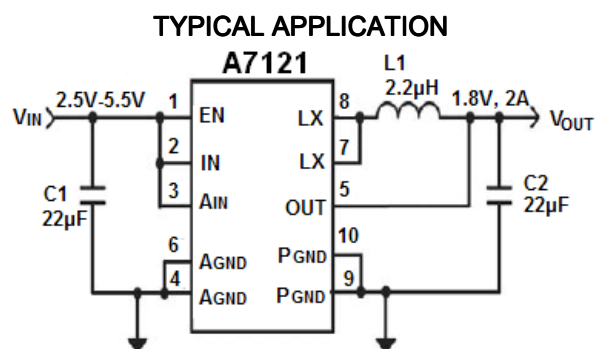 TYPICAL APPLICATION
A7121
L1
2.2µH
2.5V-5.5V
1.8V, 2A
VIN
VOUT
1 EN
LX 8
2 IN
LX 7
3 AIN
OUT 5
6 AGND
PGND 10
4 AGND
PGND 9
C1
22µF
C2
22µF